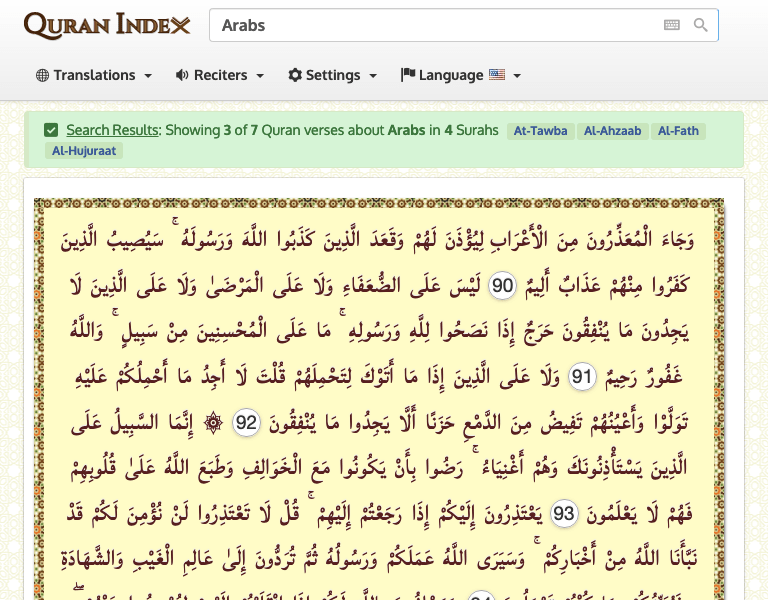 QURAN INDEX
Arabs
Translations Reciters Settings Language
Search Results: Showing 3 of 7 Quran verses about Arabs in 4 Surahs At-Tawba Al-Ahzaab Al-Fath
Al-Hujuraat
وَجَاءَ الْمُعَذِّرُونَ مِنَ الْأَعْرَابِ لِيُؤْذَنَ لَهُمْ وَقَعَدَ الَّذِينَ كَذَبُوا اللَّهَ وَرَسُولَهُ ۚ سَيُصِيبُ الَّذِينَ
كَفَرُوا مِنْهُمْ عَذَابٌ أَلِيمٌ 90 لَيْسَ عَلَى الضُّعَفَاءِ وَلَا عَلَى الْمَرْضَىٰ وَلَا عَلَى الَّذِينَ لَا
يَجِدُونَ مَا يُنْفِقُونَ حَرَجٌ إِذَا نَصَحُوا لِلَّهِ وَرَسُولِهِ ۚ مَا عَلَى الْمُحْسِنِينَ مِنْ سَبِيلٍ ۚ وَاللَّهُ
غَفُورٌ رَحِيمٌ 91 وَلَا عَلَى الَّذِينَ إِذَا مَا أَتَوْكَ لِتَحْمِلَهُمْ قُلْتَ لَا أَجِدُ مَا أَحْمِلُكُمْ عَلَيْهِ
تَوَلَّوْا وَأَعْيُنُهُمْ تَفِيضُ مِنَ الدَّمْعِ حَزَنًا أَلَّا يَجِدُوا مَا يُنْفِقُونَ 92 ۞ إِنَّمَا السَّبِيلُ عَلَى
الَّذِينَ يَسْتَأْذِنُونَكَ وَهُمْ أَغْنِيَاءُ ۚ رَضُوا بِأَنْ يَكُونُوا مَعَ الْخَوَالِفِ وَطَبَعَ اللَّهُ عَلَىٰ قُلُوبِهِمْ
فَهُمْ لَا يَعْلَمُونَ 93 يَعْتَذِرُونَ إِلَيْكُمْ إِذَا رَجَعْتُمْ إِلَيْهِمْ ۚ قُلْ لَا تَعْتَذِرُوا لَنْ نُؤْمِنَ لَكُمْ قَدْ
نَبَّأَنَا اللَّهُ مِنْ أَخْبَارِكُمْ ۚ وَسَيَرَى اللَّهُ عَمَلَكُمْ وَرَسُولُهُ ثُمَّ تُرَدُّونَ إِلَىٰ عَالِمِ الْغَيْبِ وَالشَّهَادَةِ